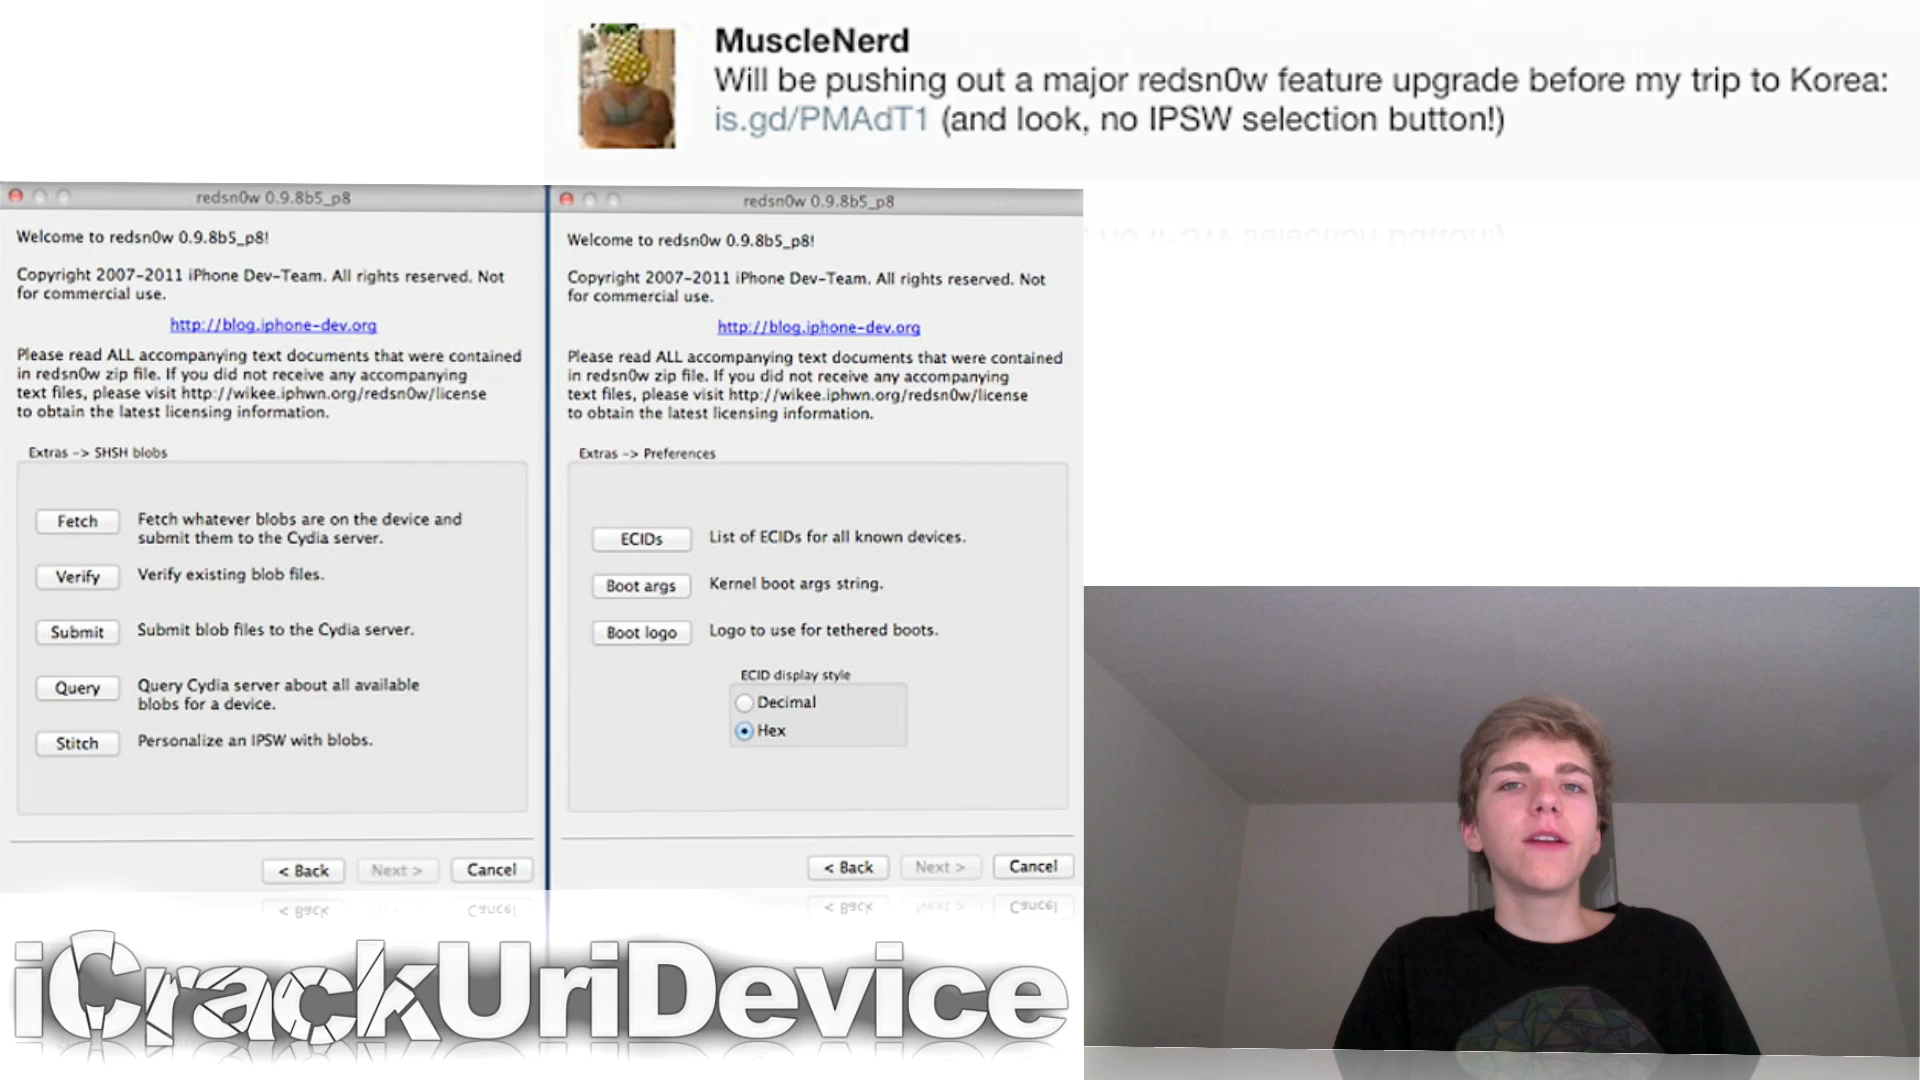 MuscleNerd
Will be pushing out a major redsn0w feature upgrade before my trip to Korea:
is.gd/PMAdT1 (and look, no IPSW selection button!)
redsn0w 0.9.8b5_p8
Welcome to redsn0w 0.9.8b5_p8!
Copyright 2007-2011 iPhone Dev-Team. All rights reserved. Not
for commercial use.
http://blog.iphone-dev.org
Please read ALL accompanying text documents that were contained
in redsn0w zip file. If you did not receive any accompanying
text files, please visit http://wikee.iphwn.org/redsn0w/license
to obtain the latest licensing information.
Extras -> SHSH blobs
Fetch Fetch whatever blobs are on the device and
submit them to the Cydia server.
Verify Verify existing blob files.
Submit Submit blob files to the Cydia server.
Query Query Cydia server about all available
blobs for a device.
Stitch Personalize an IPSW with blobs.
< Back Next > Cancel
redsn0w 0.9.8b5_p8
Welcome to redsn0w 0.9.8b5_p8!
Copyright 2007-2011 iPhone Dev-Team. All rights reserved. Not
for commercial use.
http://blog.iphone-dev.org
Please read ALL accompanying text documents that were contained
in redsn0w zip file. If you did not receive any accompanying
text files, please visit http://wikee.iphwn.org/redsn0w/license
to obtain the latest licensing information.
Extras -> Preferences
ECIDs List of ECIDs for all known devices.
Boot args Kernel boot args string.
Boot logo Logo to use for tethered boots.
ECID display style
Decimal
Hex
< Back Next > Cancel
iCrackUriDevice